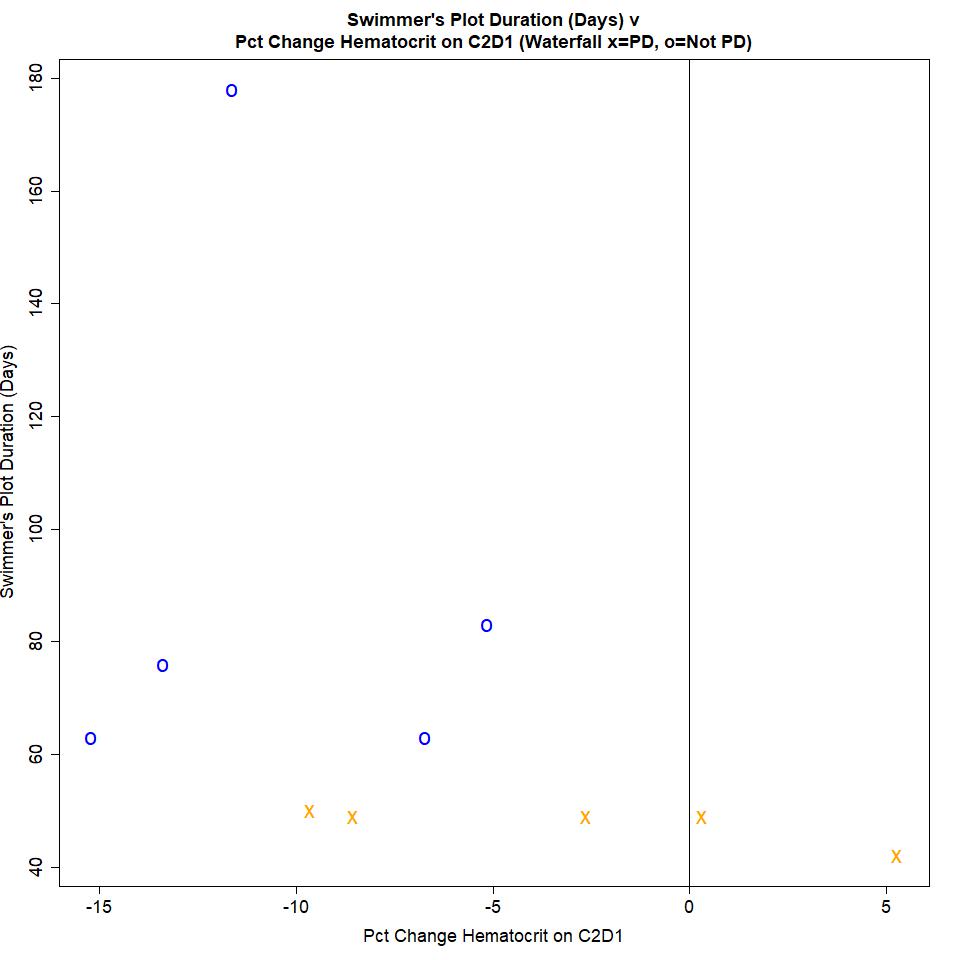 Swimmer's Plot Duration (Days) v
Pct Change Hematocrit on C2D1 (Waterfall x=PD, o=Not PD)
Swimmer's Plot Duration (Days)
180
160
140
120
100
80
60
40
o
o
o
o
o
x
x
x
x
x
-15
-10
-5
0
5
Pct Change Hematocrit on C2D1